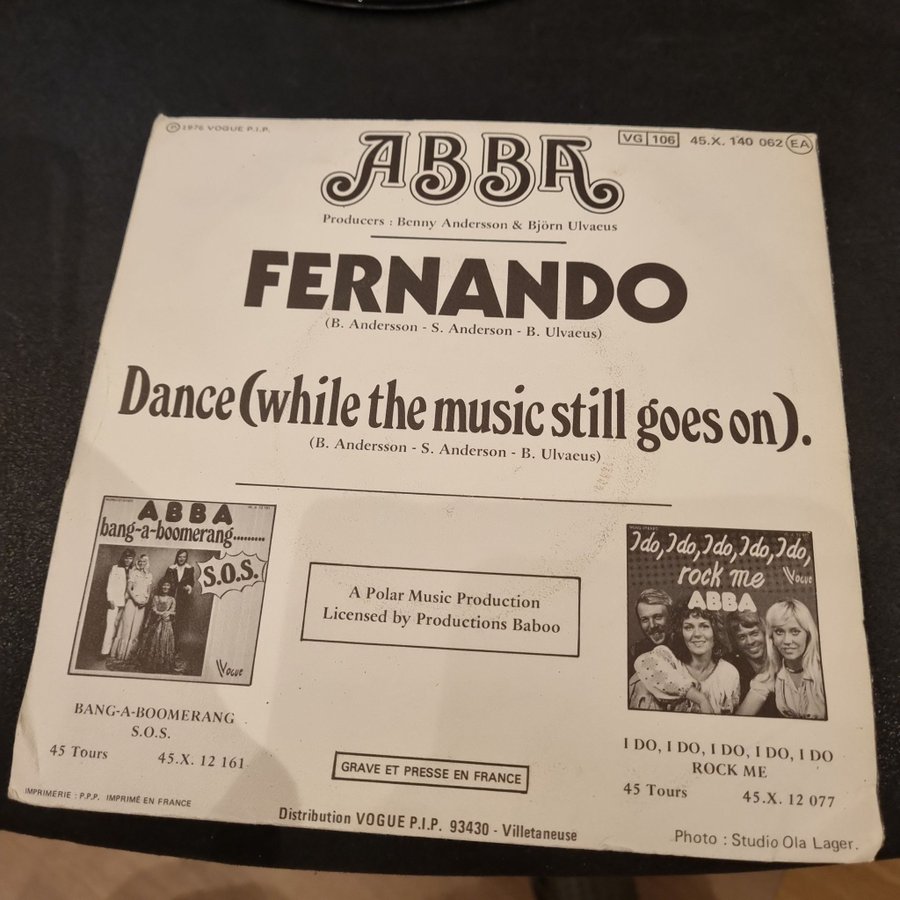 ℗ 1976 VOGUE P.I.P.
VG 106 45.X. 140 062 EA
ABBA
Producers : Benny Andersson & Björn Ulvaeus
FERNANDO
(B. Andersson - S. Anderson - B. Ulvaeus)
Dance (while the music still goes on).
(B. Andersson - S. Anderson - B. Ulvaeus)
ABBA
bang-a-boomerang.........
S.O.S.
Vogue
BANG-A-BOOMERANG
S.O.S.
45 Tours 45.X. 12 161
A Polar Music Production
Licensed by Productions Baboo
I do, I do, I do, I do, I do,
rock me
Vogue
ABBA
I DO, I DO, I DO, I DO, I DO
ROCK ME
45 Tours 45.X. 12 077
GRAVE ET PRESSE EN FRANCE
IMPRIMERIE : P.P.P. IMPRIMÉ EN FRANCE
Distribution VOGUE P.I.P. 93430 - Villetaneuse
Photo : Studio Ola Lager.